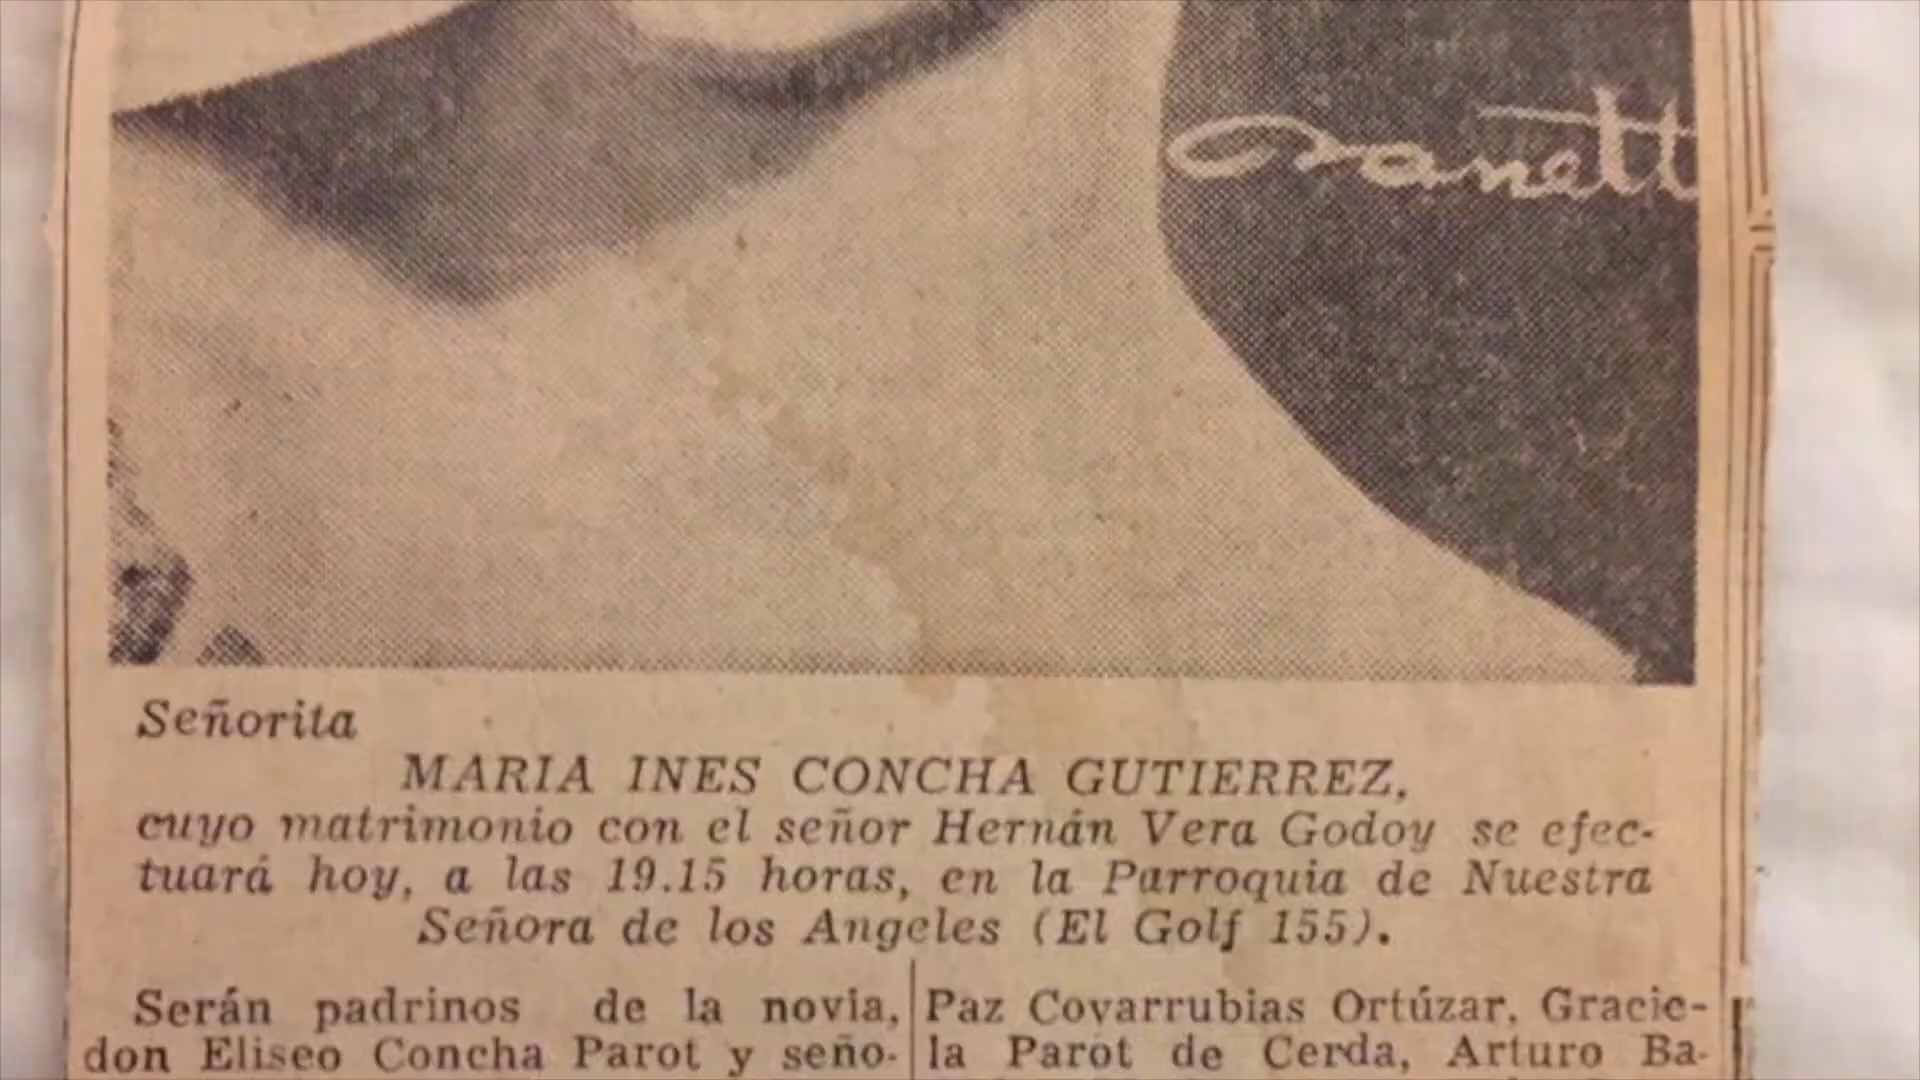 Señorita
MARIA INES CONCHA GUTIERREZ,
cuyo matrimonio con el señor Hernán Vera Godoy se efec-
tuará hoy, a las 19.15 horas, en la Parroquia de Nuestra
Señora de los Angeles (El Golf 155).
Serán padrinos de la novia,
don Eliseo Concha Parot y seño-
Paz Covarrubias Ortúzar, Gracie-
la Parot de Cerda, Arturo Ba-